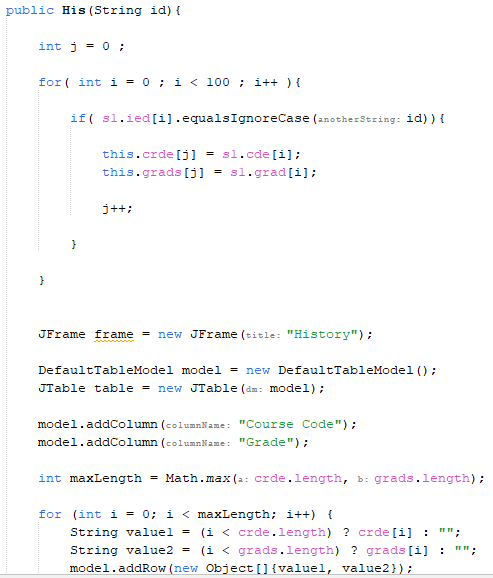 public His(String id){
int j = 0 ;
for( int i = 0 ; i < 100 ; i++ ){
if( sl.ied[i].equalsIgnoreCase(anotherString: id)){
this.crde[j] = sl.cde[i];
this.grads[j] = sl.grad[i];
j++;
}
}
JFrame frame = new JFrame(title: "History");
DefaultTableModel model = new DefaultTableModel();
JTable table = new JTable(dm: model);
model.addColumn(columnName: "Course Code");
model.addColumn(columnName: "Grade");
int maxLength = Math.max(a: crde.length, b: grads.length);
for (int i = 0; i < maxLength; i++) {
String value1 = (i < crde.length) ? crde[i] : "";
String value2 = (i < grads.length) ? grads[i] : "";
model.addRow(new Object[]{value1, value2});